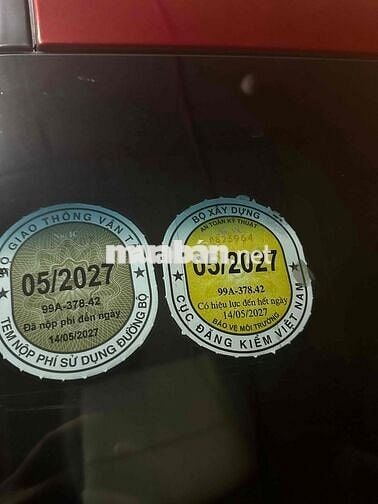 BỘ GIAO THÔNG VẬN TẢI
05/2027
99A-378.42
Đã nộp phí đến ngày
14/05/2027
TEM NỘP PHÍ SỬ DỤNG ĐƯỜNG BỘ
BỘ XÂY DỰNG
AN TOÀN KỸ THUẬT
0875964
05/2027
99A-378.42
Có hiệu lực đến hết ngày
14/05/2027
BẢO VỆ MÔI TRƯỜNG
CỤC ĐĂNG KIỂM VIỆT NAM
muaban.net